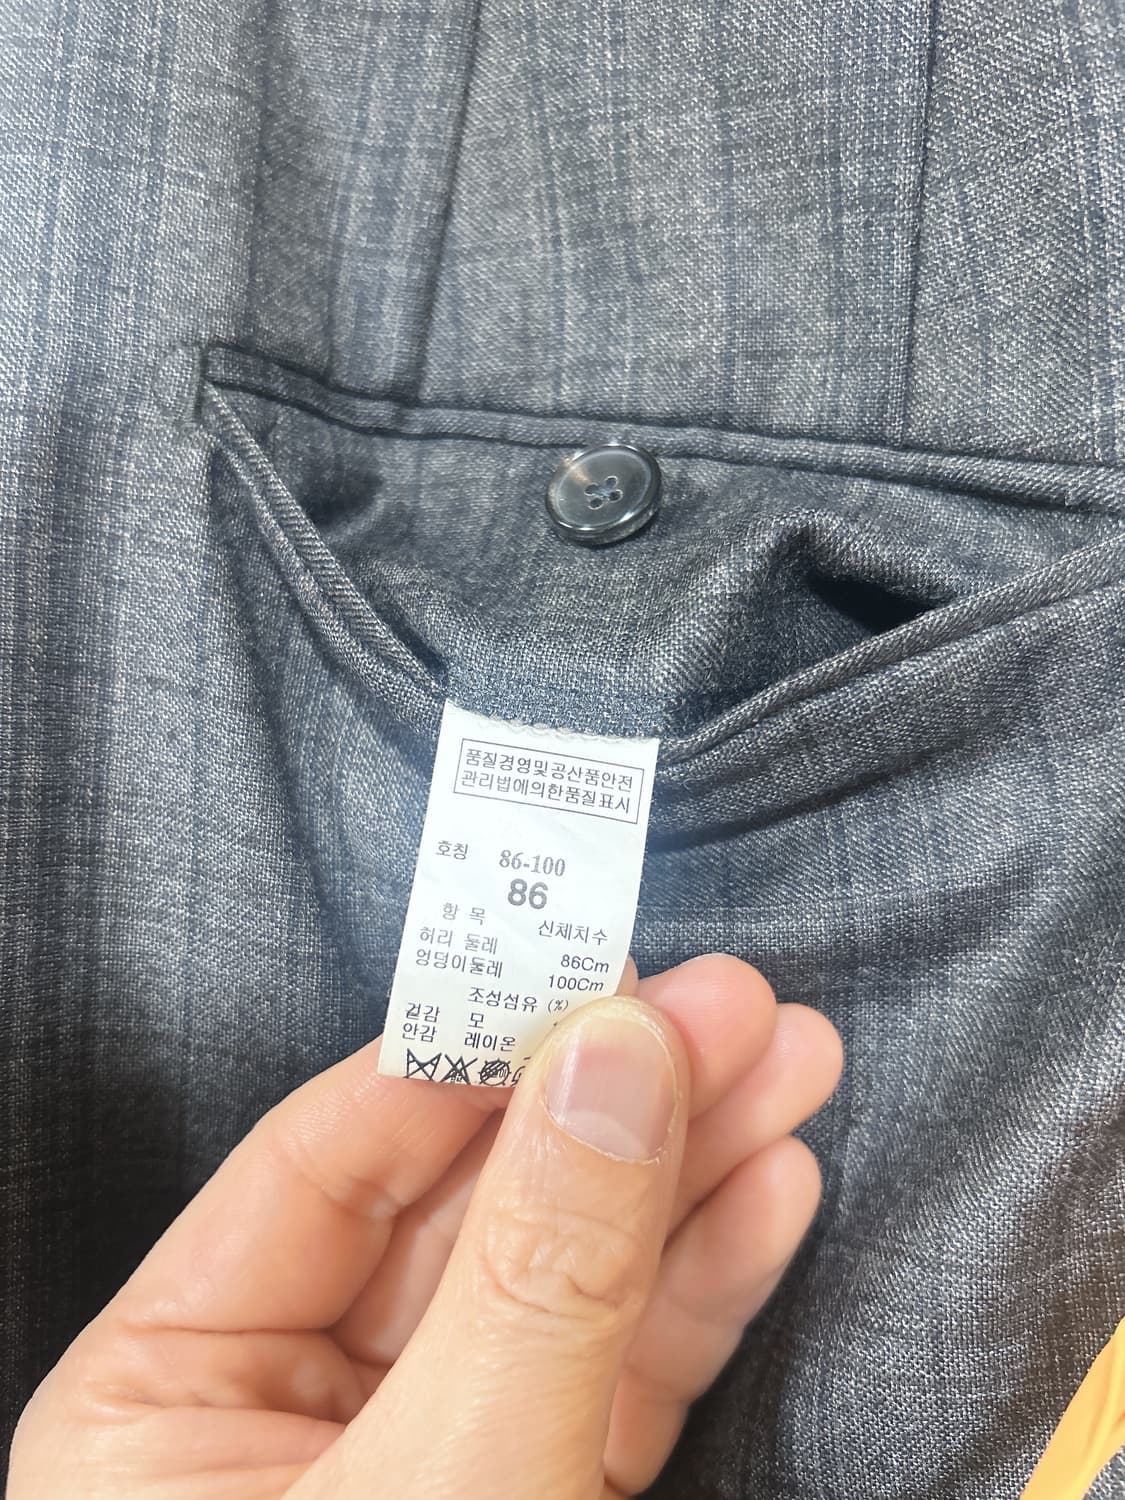 품질경영및공산품안전
관리법에의한품질표시
호칭 86-100
86
항 목 신체치수
허리 둘레 86Cm
엉덩이둘레 100Cm
조성섬유 (%)
겉감 모
안감 레이온